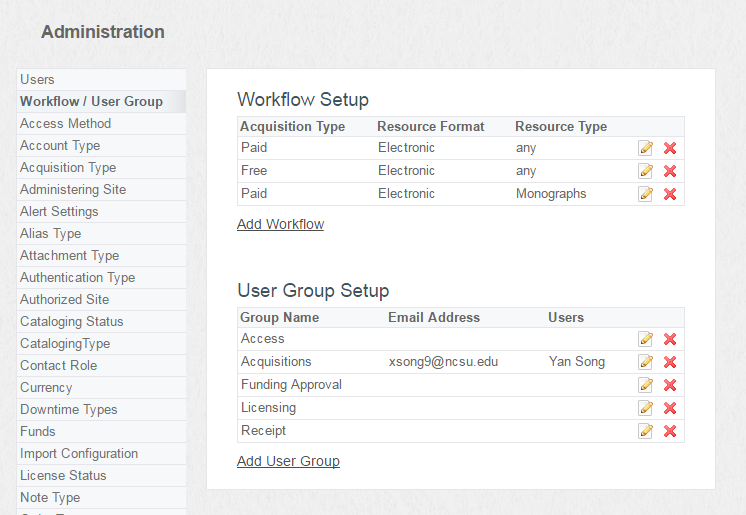 Administration
Users
Workflow / User Group
Access Method
Account Type
Acquisition Type
Administering Site
Alert Settings
Alias Type
Attachment Type
Authentication Type
Authorized Site
Cataloging Status
CatalogingType
Contact Role
Currency
Downtime Types
Funds
Import Configuration
License Status
Note Type
Workflow Setup
Acquisition Type Resource Format Resource Type
Paid Electronic any
Free Electronic any
Paid Electronic Monographs
Add Workflow
User Group Setup
Group Name Email Address Users
Access
Acquisitions xsong9@ncsu.edu Yan Song
Funding Approval
Licensing
Receipt
Add User Group